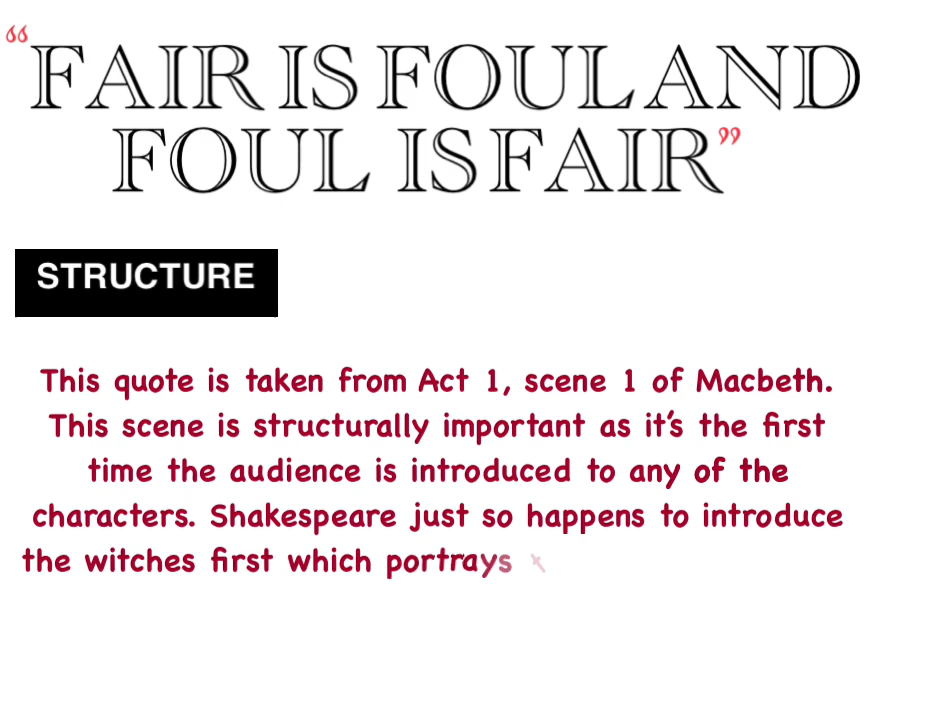 “FAIR IS FOUL AND
FOUL IS FAIR”
STRUCTURE
This quote is taken from Act 1, scene 1 of Macbeth.
This scene is structurally important as it’s the first
time the audience is introduced to any of the
characters. Shakespeare just so happens to introduce
the witches first which portrays